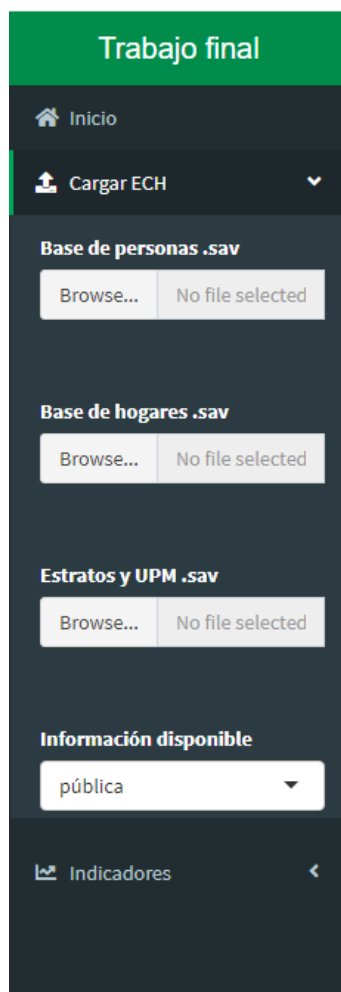 Trabajo final
Inicio
Cargar ECH
Base de personas .sav
Browse... No file selected
Base de hogares .sav
Browse... No file selected
Estratos y UPM .sav
Browse... No file selected
Información disponible
pública
Indicadores